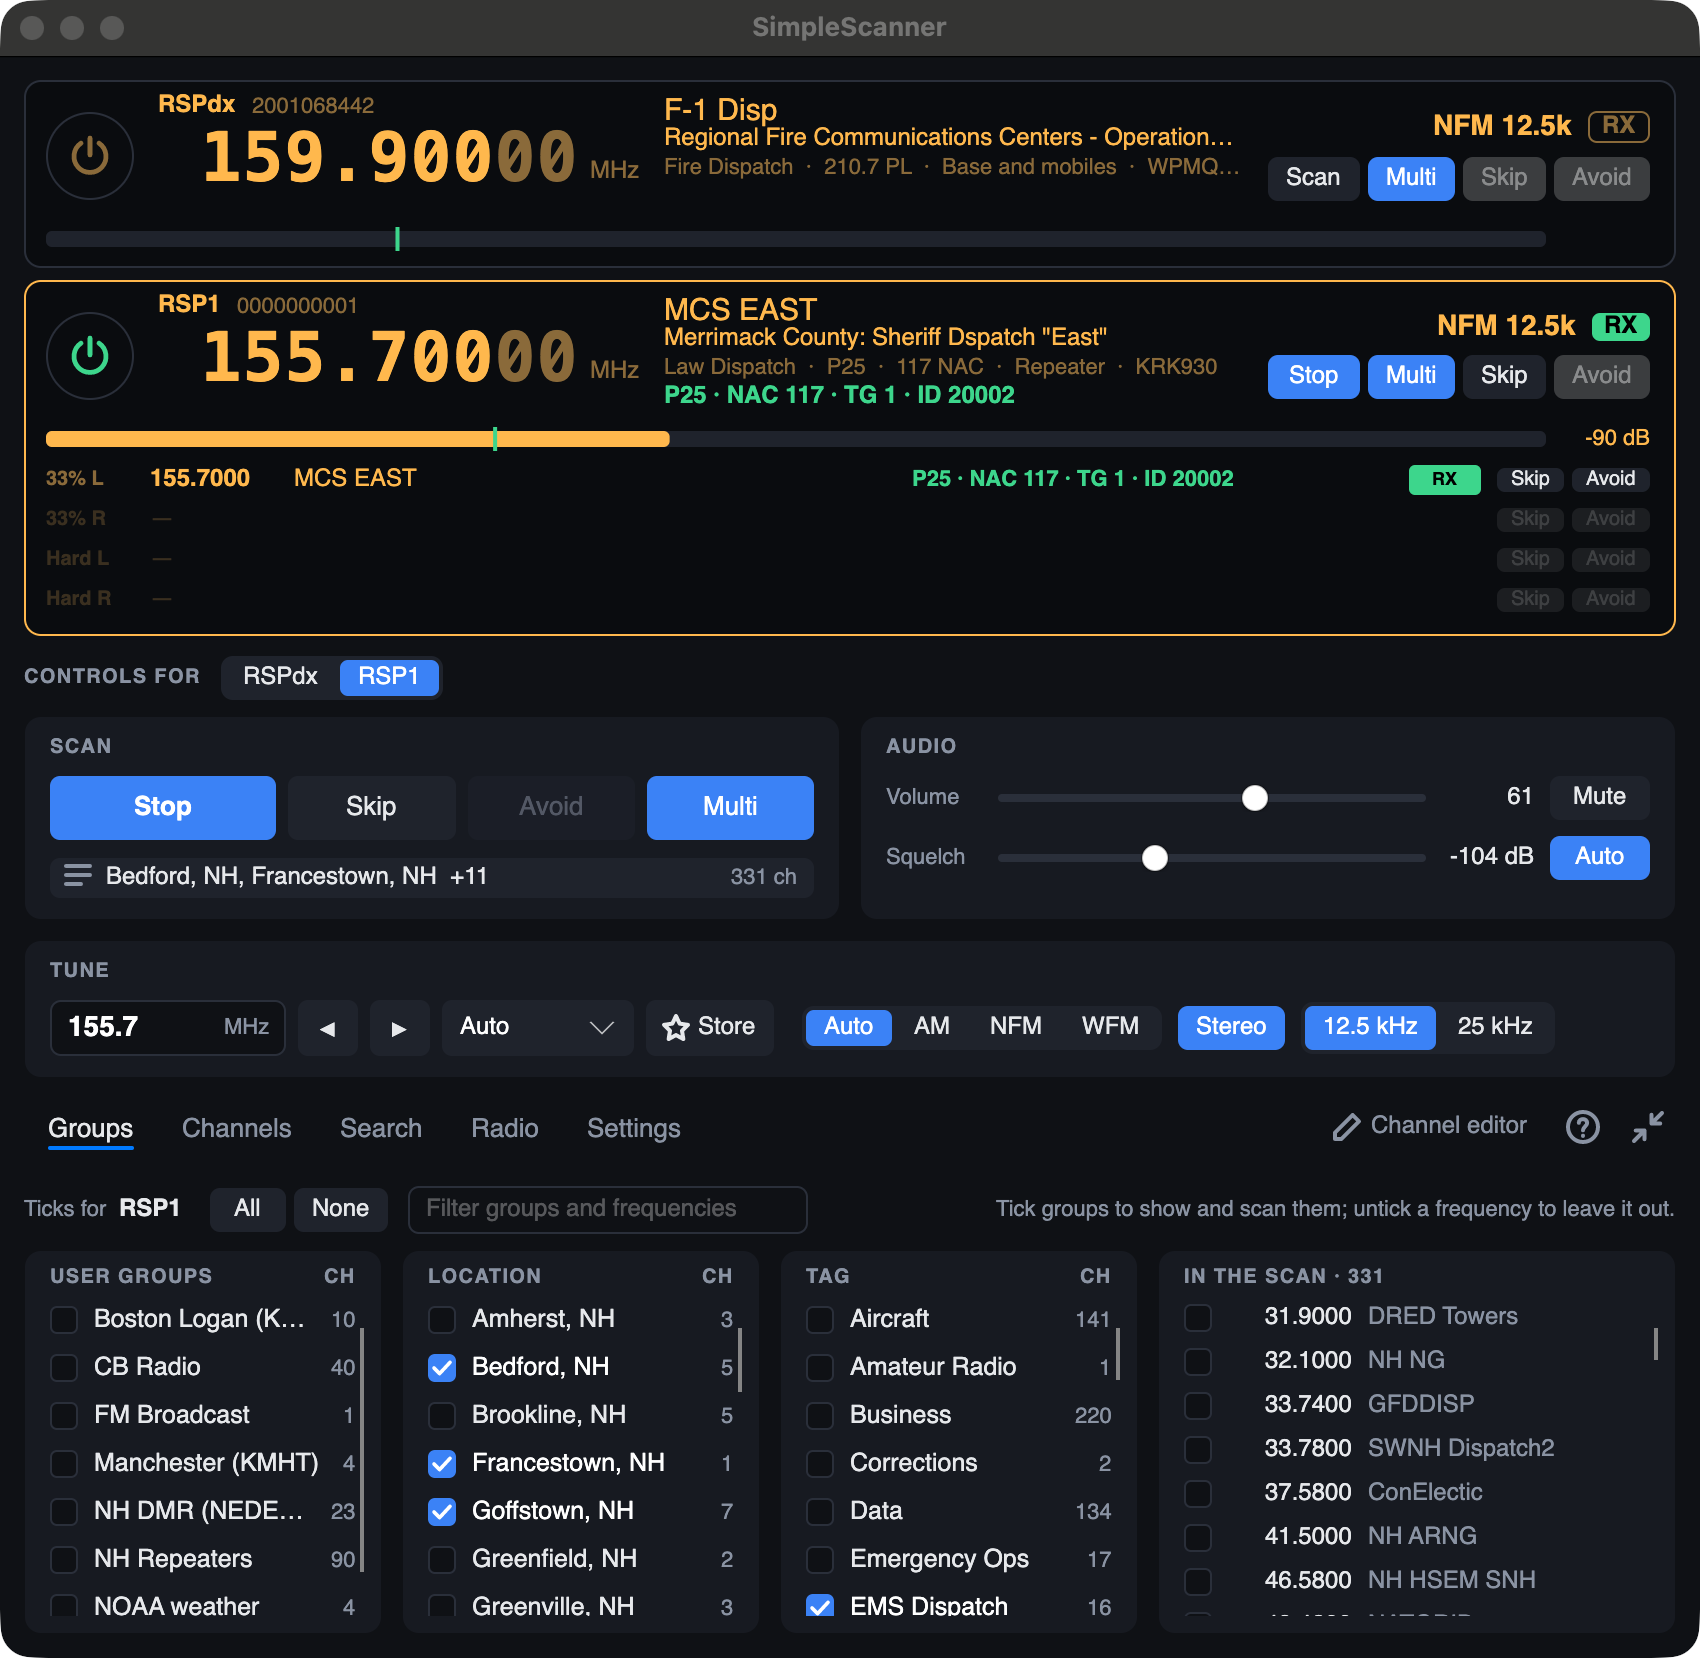 SimpleScanner
RSPdx 2001068442
159.90000 MHz
F-1 Disp
Regional Fire Communications Centers - Operation...
Fire Dispatch · 210.7 PL · Base and mobiles · WPMQ...
NFM 12.5k RX
Scan Multi Skip Avoid
RSP1 0000000001
155.70000 MHz
MCS EAST
Merrimack County: Sheriff Dspatch "East"
Law Dispatch · P25 · 117 NAC · Repeater · KRK930
P25 · NAC 117 · TG 1 · ID 20002
NFM 12.5k RX
Stop Multi Skip Avoid
-90 dB
33% L 155.7000 MCS EAST P25 · NAC 117 · TG 1 · ID 20002 RX Skip Avoid
33% R — Skip Avoid
Hard L — Skip Avoid
Hard R — Skip Avoid
CONTROLS FOR RSPdx RSP1
SCAN
Stop Skip Avoid Multi
Bedford, NH, Francestown, NH +11 331 ch
AUDIO
Volume 61 Mute
Squelch -104 dB Auto
TUNE
155.7 MHz ◀ ▶ Auto Store Auto AM NFM WFM Stereo 12.5 kHz 25 kHz
Groups Channels Search Radio Settings Channel editor ?
Ticks for RSP1 All None Filter groups and frequencies Tick groups to show and scan them; untick a frequency to leave it out.
USER GROUPS CH
Boston Logan (K... 10
CB Radio 40
FM Broadcast 1
Manchester (KMHT) 4
NH DMR (NEDE... 23
NH Repeaters 90
NOAA weather 4
LOCATION CH
Amherst, NH 3
Bedford, NH 5
Brookline, NH 5
Francestown, NH 1
Goffstown, NH 7
Greenfield, NH 2
Greenville, NH 3
TAG CH
Aircraft 141
Amateur Radio 1
Business 220
Corrections 2
Data 134
Emergency Ops 17
EMS Dispatch 16
IN THE SCAN · 331
31.9000 DRED Towers
32.1000 NH NG
33.7400 GFDDISP
33.7800 SWNH Dispatch2
37.5800 ConElectic
41.5000 NH ARNG
46.5800 NH HSEM SNH